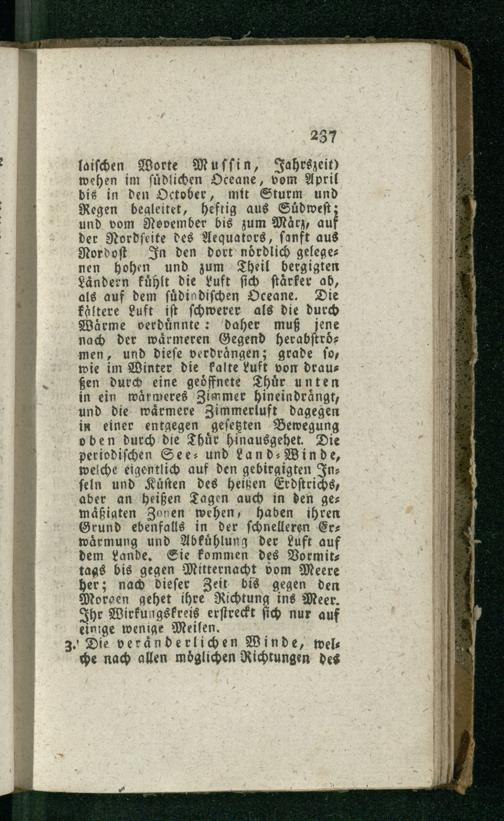 237
laischen Worte Mussin, Jahrszeit)
wehen im südlichen Oceane, vom April
bis in den October, mit Sturm und
Regen begleitet, heftig aus Südwest;
und vom November bis zum März, auf
der Nordseite des Aequators, sanft aus
Nordost In den dort nördlich gelege-
nen hohen und zum Theil bergigten
Ländern kühlt die Luft sich stärker ab,
als auf dem südindischen Oceane. Die
kältere Luft ist schwerer als die durch
Wärme verdünnte: daher muß jene
nach der wärmeren Gegend herabströ-
men, und diese verdrängen; grade so,
wie im Winter die kalte Luft von drau-
ßen durch eine geöffnete Thür unten
in ein wärmeres Zimmer hineindrängt,
und die wärmere Zimmerluft dagegen
in einer entgegen gesetzten Bewegung
oben durch die Thür hinausgehet. Die
periodischen See- und Land-Winde,
welche eigentlich auf den gebirgigten In-
seln und Küsten des heißen Erdstrichs,
aber an heißen Tagen auch in den ge-
mäßigten Zonen wehen, haben ihren
Grund ebenfalls in der schnelleren Er-
wärmung und Abkühlung der Luft auf
dem Lande. Sie kommen des Vormit-
tags bis gegen Mitternacht vom Meere
her; nach dieser Zeit bis gegen den
Morgen gehet ihre Richtung ins Meer.
Ihr Wirkungskreis erstreckt sich nur auf
einige wenige Meilen.
3. Die veränderlichen Winde, wel-
che nach allen möglichen Richtungen des